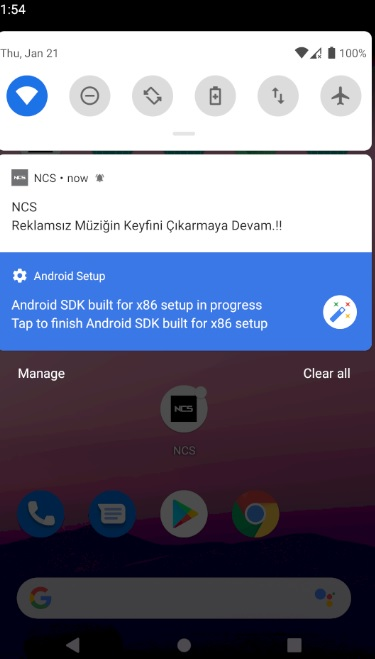 1:54
Thu, Jan 21
100%
NCS
NCS • now
NCS
Reklamsız Müziğin Keyfini Çıkarmaya Devam.!!
Android Setup
Android SDK built for x86 setup in progress
Tap to finish Android SDK built for x86 setup
Manage
Clear all
NCS
NCS
G